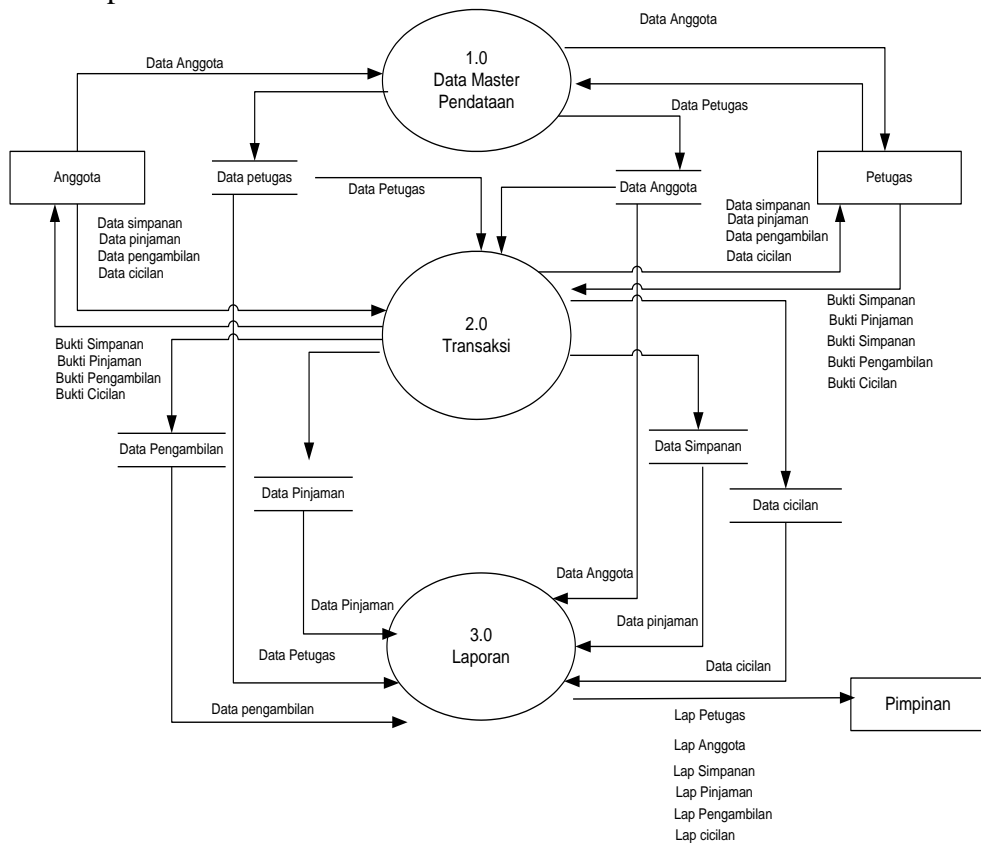 Data Anggota
1.0
Data Master
Pendataan
Data Anggota
Data Petugas
Anggota
Data petugas
Data Petugas
Data Anggota
Petugas
Data simpanan
Data pinjaman
Data pengambilan
Data cicilan
Data simpanan
Data pinjaman
Data pengambilan
Data cicilan
2.0
Transaksi
Bukti Simpanan
Bukti Pinjaman
Bukti Pengambilan
Bukti Cicilan
Bukti Simpanan
Bukti Pinjaman
Bukti Simpanan
Bukti Pengambilan
Bukti Cicilan
Data Pengambilan
Data Simpanan
Data Pinjaman
Data cicilan
Data Anggota
Data Pinjaman
Data pinjaman
3.0
Laporan
Data Petugas
Data cicilan
Data pengambilan
Pimpinan
Lap Petugas
Lap Anggota
Lap Simpanan
Lap Pinjaman
Lap Pengambilan
Lap cicilan